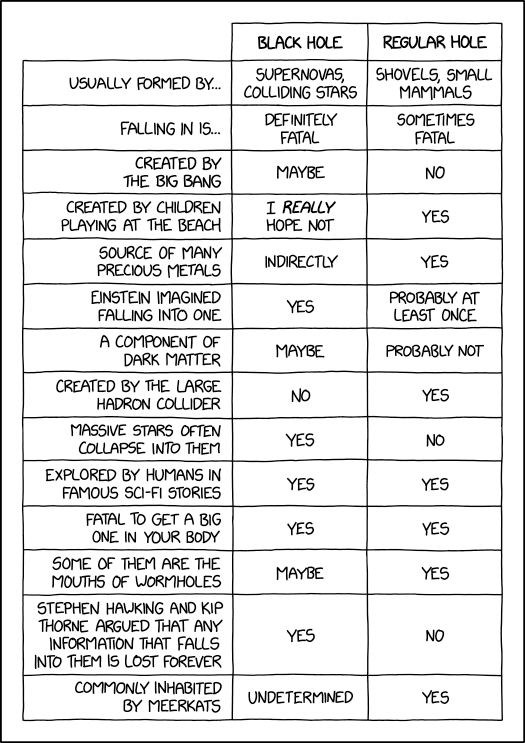 BLACK HOLE REGULAR HOLE
USUALLY FORMED BY... SUPERNOVAS, COLLIDING STARS SHOVELS, SMALL MAMMALS
FALLING IN IS... DEFINITELY FATAL SOMETIMES FATAL
CREATED BY THE BIG BANG MAYBE NO
CREATED BY CHILDREN PLAYING AT THE BEACH I REALLY HOPE NOT YES
SOURCE OF MANY PRECIOUS METALS INDIRECTLY YES
EINSTEIN IMAGINED FALLING INTO ONE YES PROBABLY AT LEAST ONCE
A COMPONENT OF DARK MATTER MAYBE PROBABLY NOT
CREATED BY THE LARGE HADRON COLLIDER NO YES
MASSIVE STARS OFTEN COLLAPSE INTO THEM YES NO
EXPLORED BY HUMANS IN FAMOUS SCI-FI STORIES YES YES
FATAL TO GET A BIG ONE IN YOUR BODY YES YES
SOME OF THEM ARE THE MOUTHS OF WORMHOLES MAYBE YES
STEPHEN HAWKING AND KIP THORNE ARGUED THAT ANY INFORMATION THAT FALLS INTO THEM IS LOST FOREVER YES NO
COMMONLY INHABITED BY MEERKATS UNDETERMINED YES